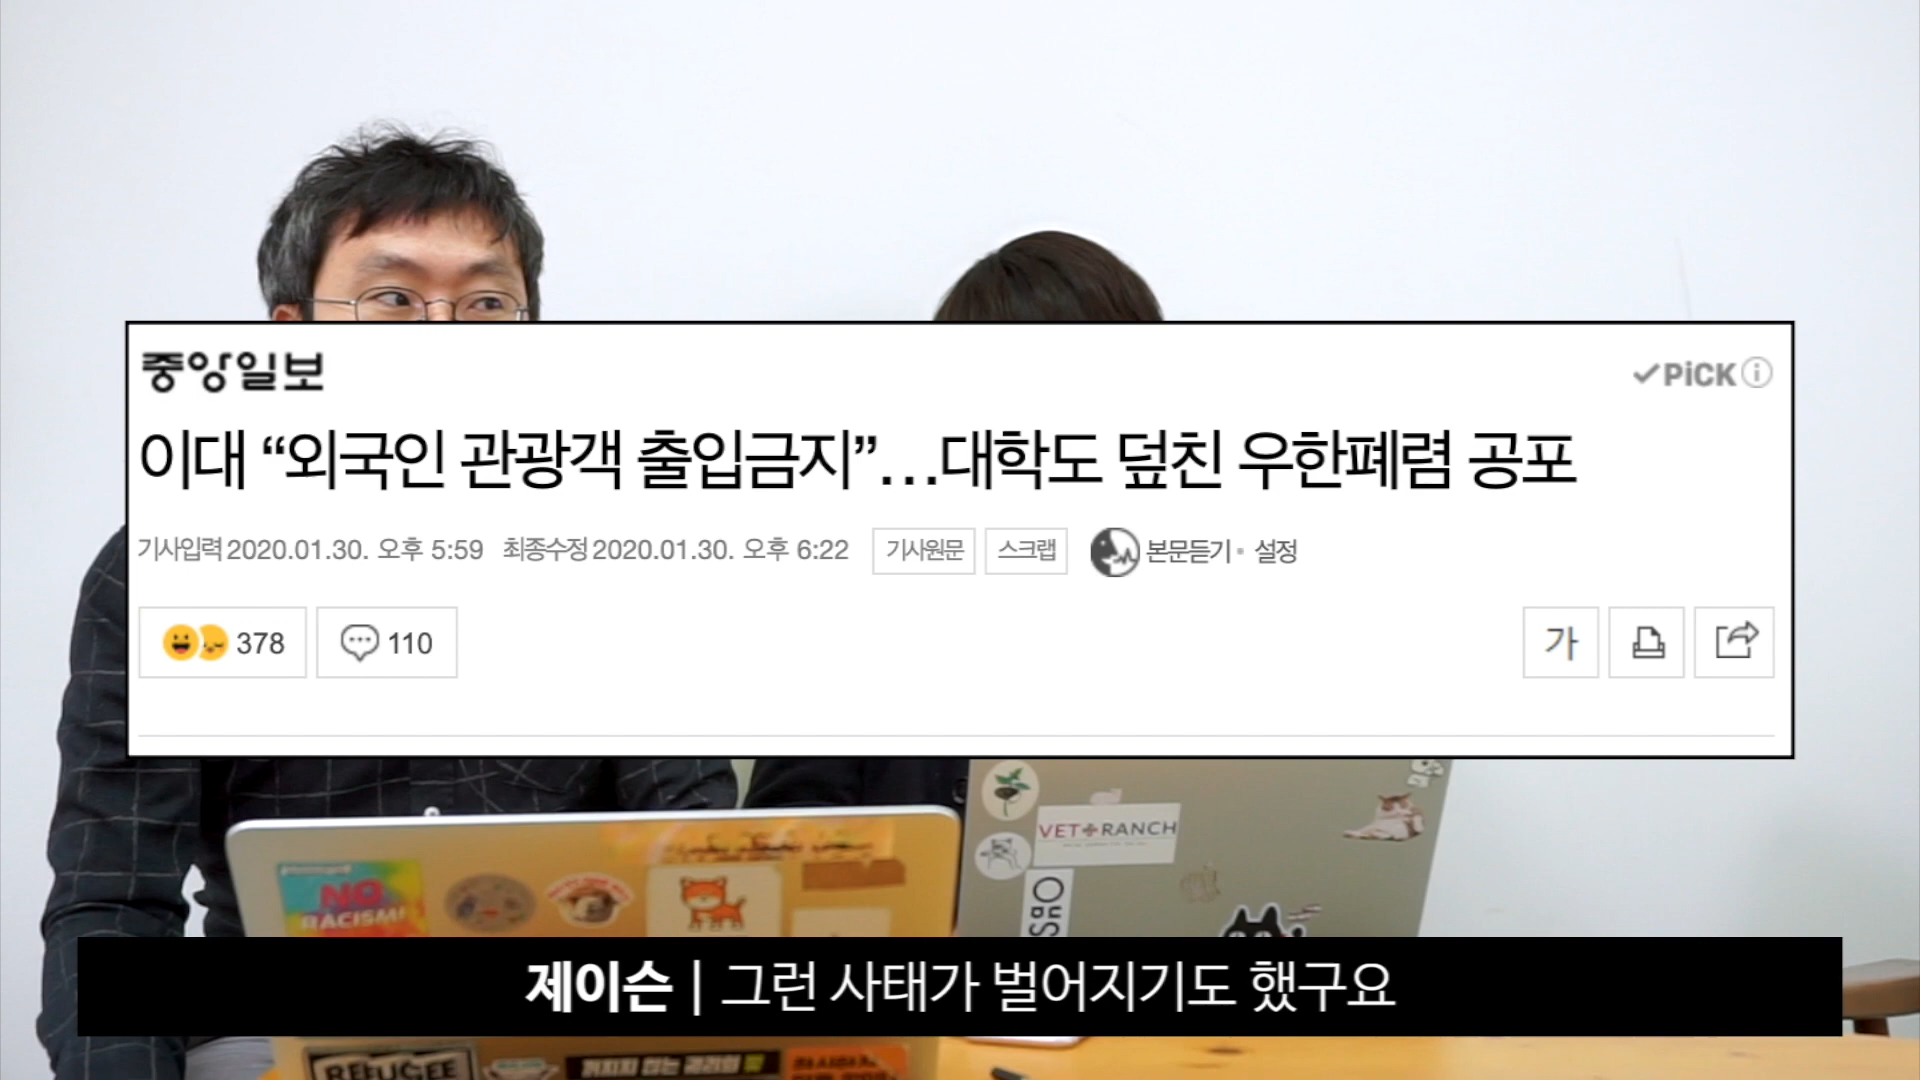 중앙일보
✓PiCK ⓘ
이대 “외국인 관광객 출입금지”…대학도 덮친 우한폐렴 공포
기사입력 2020.01.30. 오후 5:59 최종수정 2020.01.30. 오후 6:22 기사원문 스크랩 본문듣기 · 설정
378 110 가
VET+RANCH
NO
RACISM!
제이슨 | 그런 사태가 벌어지기도 했구요
REFUGEE